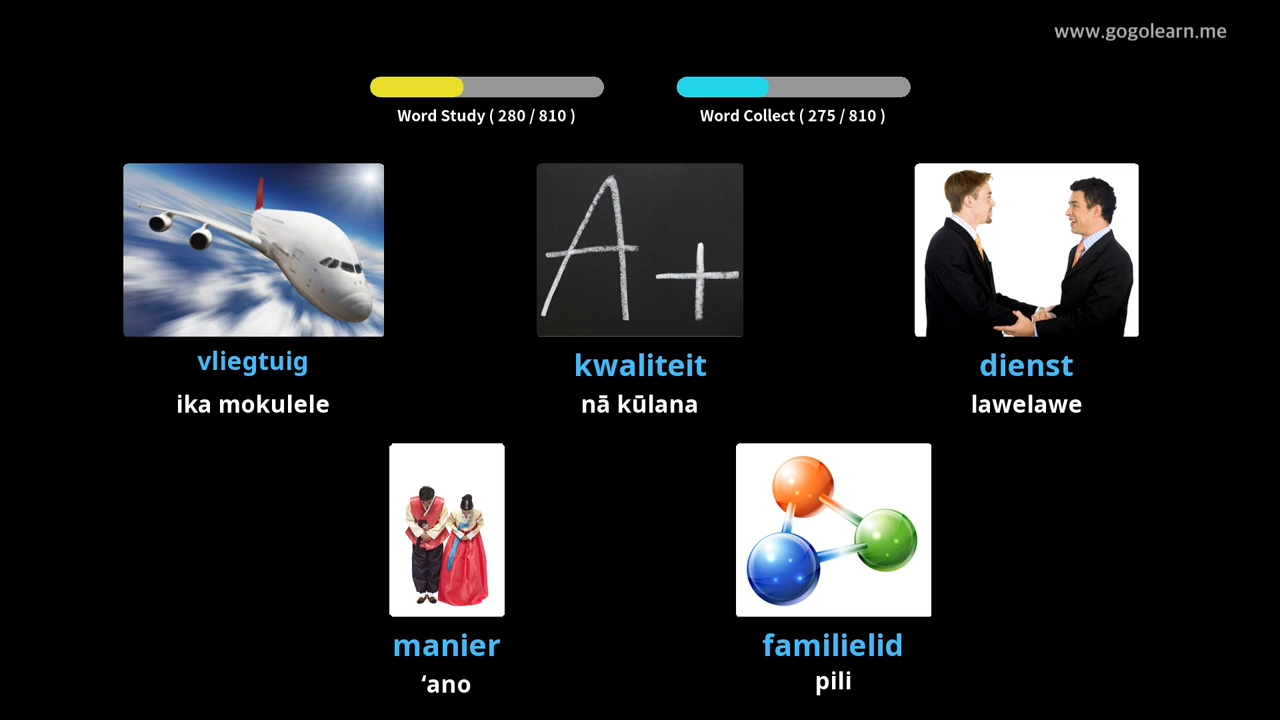 www.gogolearn.me
Word Study ( 280 / 810 )
Word Collect ( 275 / 810 )
A+
vliegtuig
kwaliteit
dienst
ika mokulele
nā kūlana
lawelawe
manier
familielid
ʻano
pili